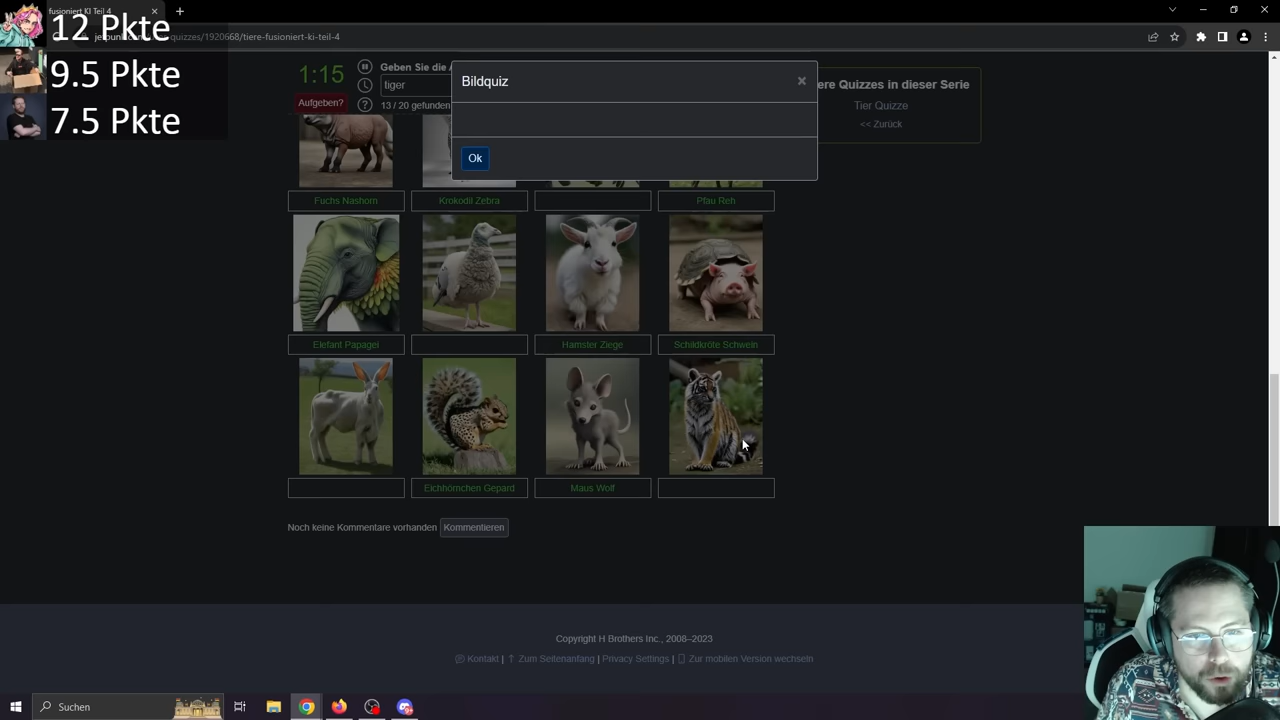 fusioniert KI Teil 4
12 Pkte
quizzes/1920668/tiere-fusioniert-ki-teil-4
9.5 Pkte
7.5 Pkte
1:15
Geben Sie die
tiger
Aufgeben?
13 / 20 gefunden
Bildquiz
Ok
ere Quizzes in dieser Serie
Tier Quizze
<< Zurück
Fuchs Nashorn
Krokodil Zebra
Pfau Reh
Elefant Papagei
Hamster Ziege
Schildkröte Schwein
Eichhörnchen Gepard
Maus Wolf
Noch keine Kommentare vorhanden
Kommentieren
Copyright H Brothers Inc., 2008–2023
Kontakt | Zum Seitenanfang | Privacy Settings | Zur mobilen Version wechseln
Suchen